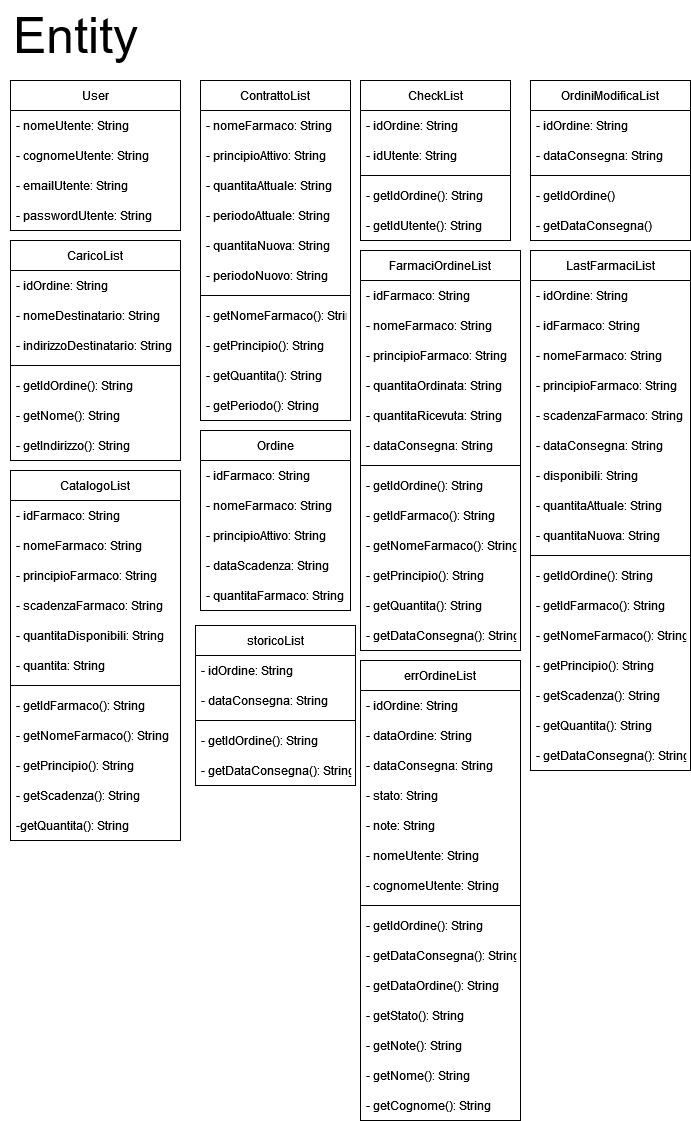 Entity
User
- nomeUtente: String
- cognomeUtente: String
- emailUtente: String
- passwordUtente: String
CaricoList
- idOrdine: String
- nomeDestinatario: String
- indirizzoDestinatario: String
- getIdOrdine(): String
- getNome(): String
- getIndirizzo(): String
CatalogoList
- idFarmaco: String
- nomeFarmaco: String
- principioFarmaco: String
- scadenzaFarmaco: String
- quantitaDisponibili: String
- quantita: String
- getIdFarmaco(): String
- getNomeFarmaco(): String
- getPrincipio(): String
- getScadenza(): String
-getQuantita(): String
ContrattoList
- nomeFarmaco: String
- principioAttivo: String
- quantitaAttuale: String
- periodoAttuale: String
- quantitaNuova: String
- periodoNuovo: String
- getNomeFarmaco(): Stri
- getPrincipio(): String
- getQuantita(): String
- getPeriodo(): String
Ordine
- idFarmaco: String
- nomeFarmaco: String
- principioAttivo: String
- dataScadenza: String
- quantitaFarmaco: String
storicoList
- idOrdine: String
- dataConsegna: String
- getIdOrdine(): String
- getDataConsegna(): String
CheckList
- idOrdine: String
- idUtente: String
- getIdOrdine(): String
- getIdUtente(): String
FarmaciOrdineList
- idFarmaco: String
- nomeFarmaco: String
- principioFarmaco: String
- quantitaOrdinata: String
- quantitaRicevuta: String
- dataConsegna: String
- getIdOrdine(): String
- getIdFarmaco(): String
- getNomeFarmaco(): String
- getPrincipio(): String
- getQuantita(): String
- getDataConsegna(): String
errOrdineList
- idOrdine: String
- dataOrdine: String
- dataConsegna: String
- stato: String
- note: String
- nomeUtente: String
- cognomeUtente: String
- getIdOrdine(): String
- getDataConsegna(): String
- getDataOrdine(): String
- getStato(): String
- getNote(): String
- getNome(): String
- getCognome(): String
OrdiniModificaList
- idOrdine: String
- dataConsegna: String
- getIdOrdine()
- getDataConsegna()
LastFarmaciList
- idOrdine: String
- idFarmaco: String
- nomeFarmaco: String
- principioFarmaco: String
- scadenzaFarmaco: String
- dataConsegna: String
- disponibili: String
- quantitaAttuale: String
- quantitaNuova: String
- getIdOrdine(): String
- getIdFarmaco(): String
- getNomeFarmaco(): String
- getPrincipio(): String
- getScadenza(): String
- getQuantita(): String
- getDataConsegna(): String